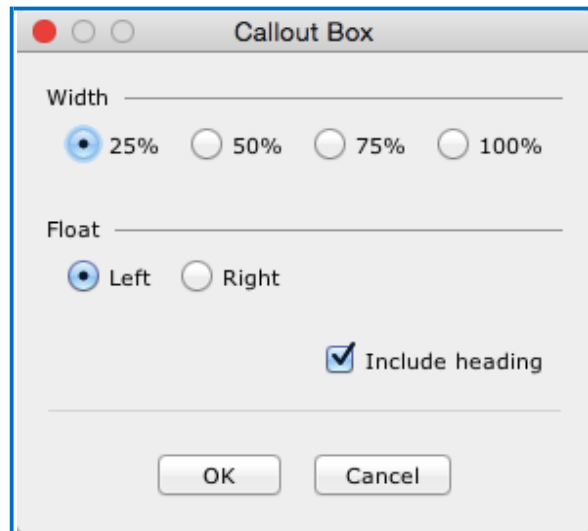 Callout Box
Width
25% 50% 75% 100%
Float
Left Right
Include heading
OK Cancel